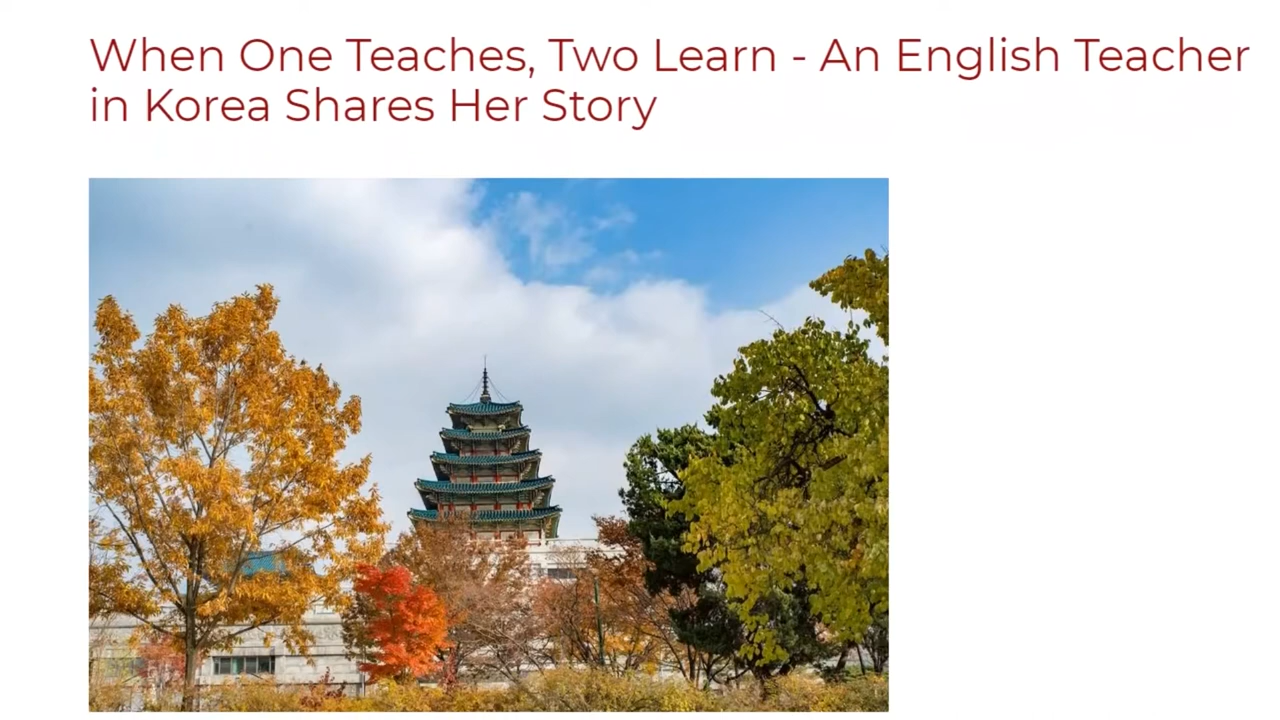 When One Teaches, Two Learn - An English Teacher
in Korea Shares Her Story